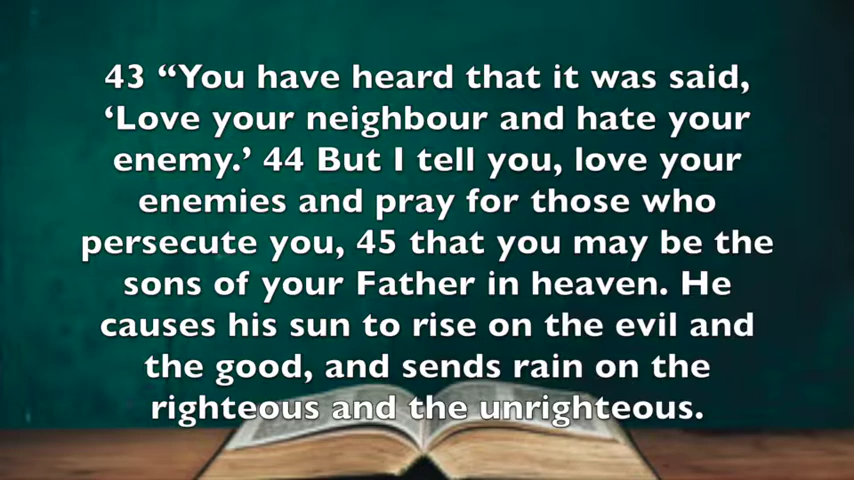 43 “You have heard that it was said,
‘Love your neighbour and hate your
enemy.’ 44 But I tell you, love your
enemies and pray for those who
persecute you, 45 that you may be the
sons of your Father in heaven. He
causes his sun to rise on the evil and
the good, and sends rain on the
righteous and the unrighteous.